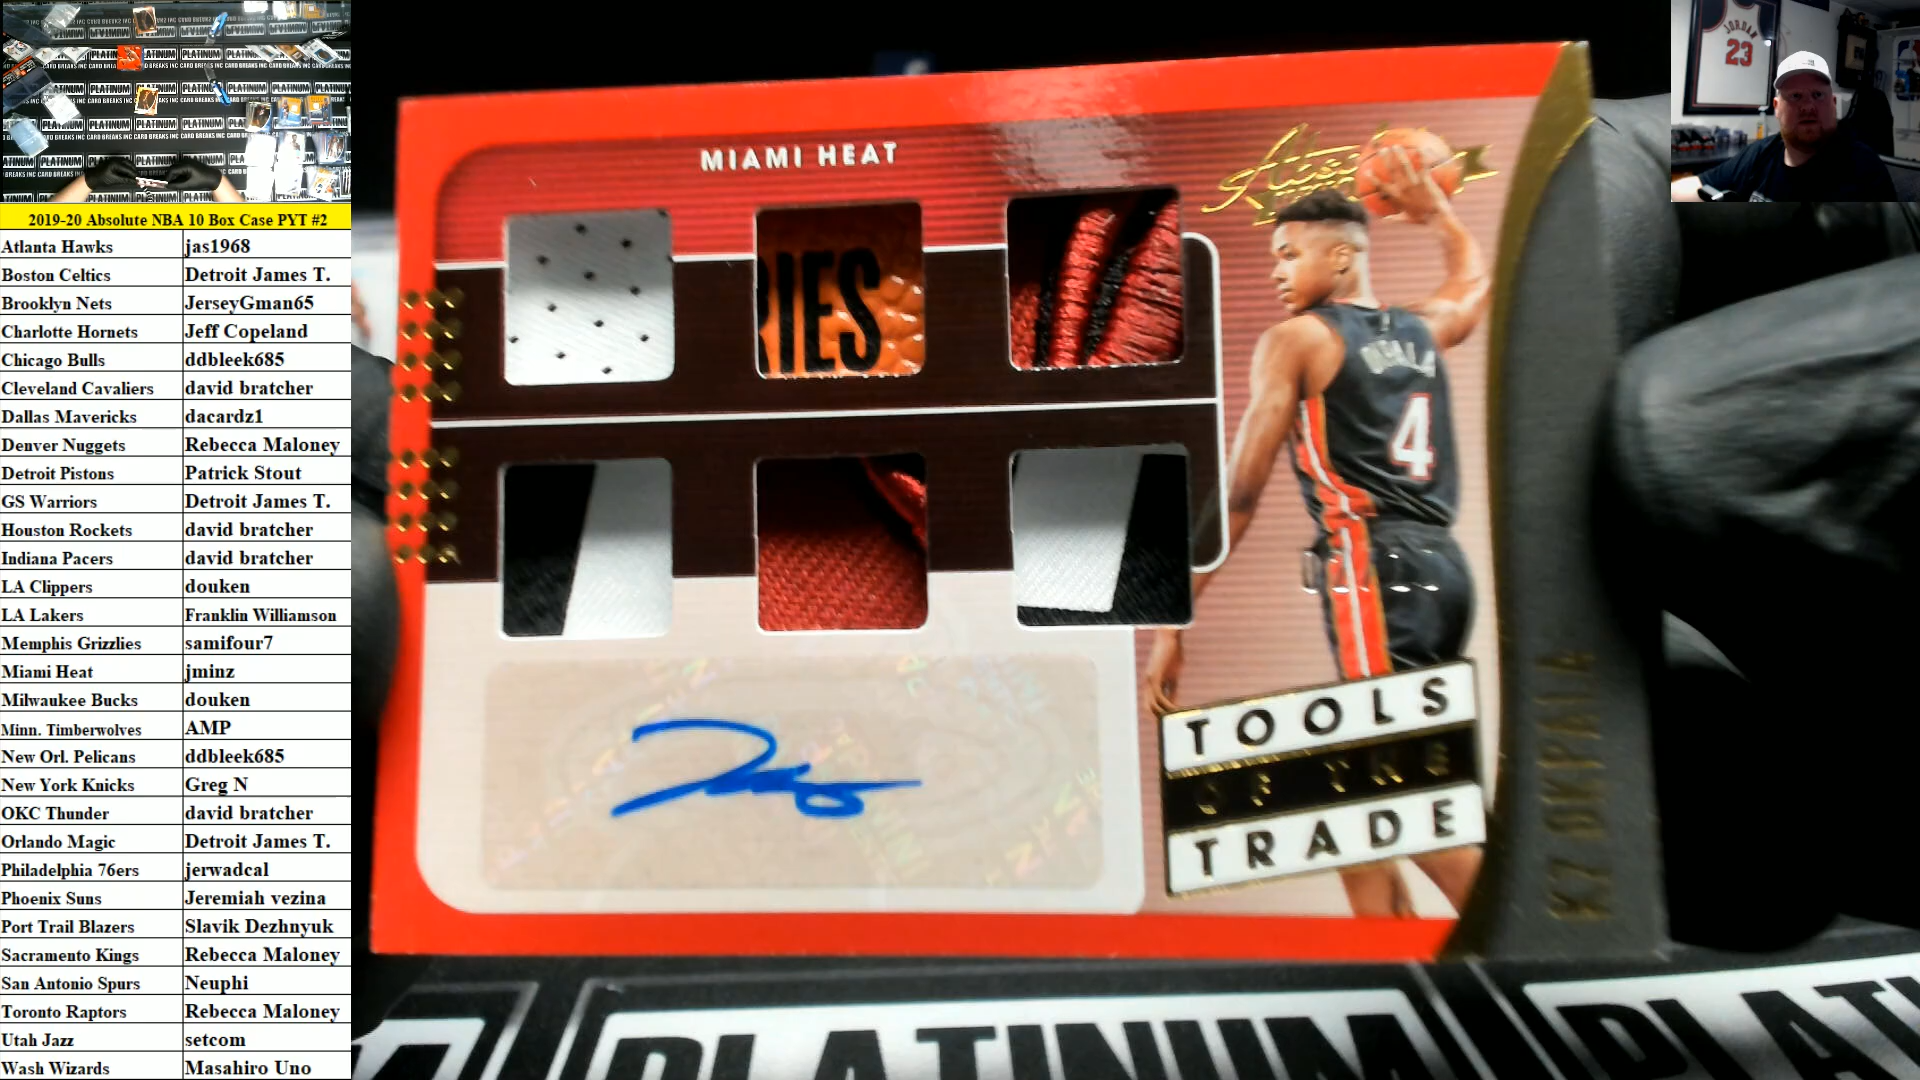 2019-20 Absolute NBA 10 Box Case PYT #2
Atlanta Hawks jas1968
Boston Celtics Detroit James T.
Brooklyn Nets JerseyGman65
Charlotte Hornets Jeff Copeland
Chicago Bulls ddbleek685
Cleveland Cavaliers david bratcher
Dallas Mavericks dacardz1
Denver Nuggets Rebecca Maloney
Detroit Pistons Patrick Stout
GS Warriors Detroit James T.
Houston Rockets david bratcher
Indiana Pacers david bratcher
LA Clippers douken
LA Lakers Franklin Williamson
Memphis Grizzlies samifour7
Miami Heat jminz
Milwaukee Bucks douken
Minn. Timberwolves AMP
New Orl. Pelicans ddbleek685
New York Knicks Greg N
OKC Thunder david bratcher
Orlando Magic Detroit James T.
Philadelphia 76ers jerwadcal
Phoenix Suns Jeremiah vezina
Port Trail Blazers Slavik Dezhnyuk
Sacramento Kings Rebecca Maloney
San Antonio Spurs Neuphi
Toronto Raptors Rebecca Maloney
Utah Jazz setcom
Wash Wizards Masahiro Uno
MIAMI HEAT
RIES
4
TOOLS
OF THE
TRADE
KZ OKPALA
PLATINUM
JORDAN
23
PLATINUM
CARD BREAKS INC